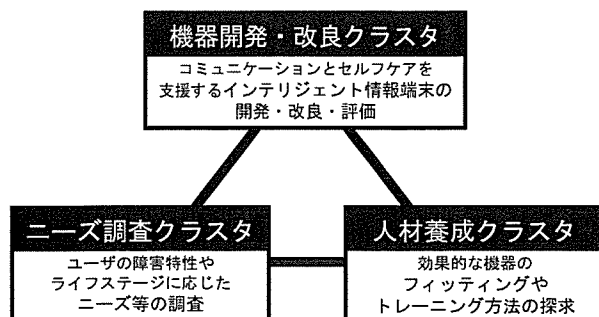 機器開発・改良クラスタ
コミュニケーションとセルフケアを
支援するインテリジェント情報端末の
開発・改良・評価
ニーズ調査クラスタ
ユーザの障害特性や
ライフステージに応じた
ニーズ等の調査
人材養成クラスタ
効果的な機器の
フィッティングや
トレーニング方法の探求